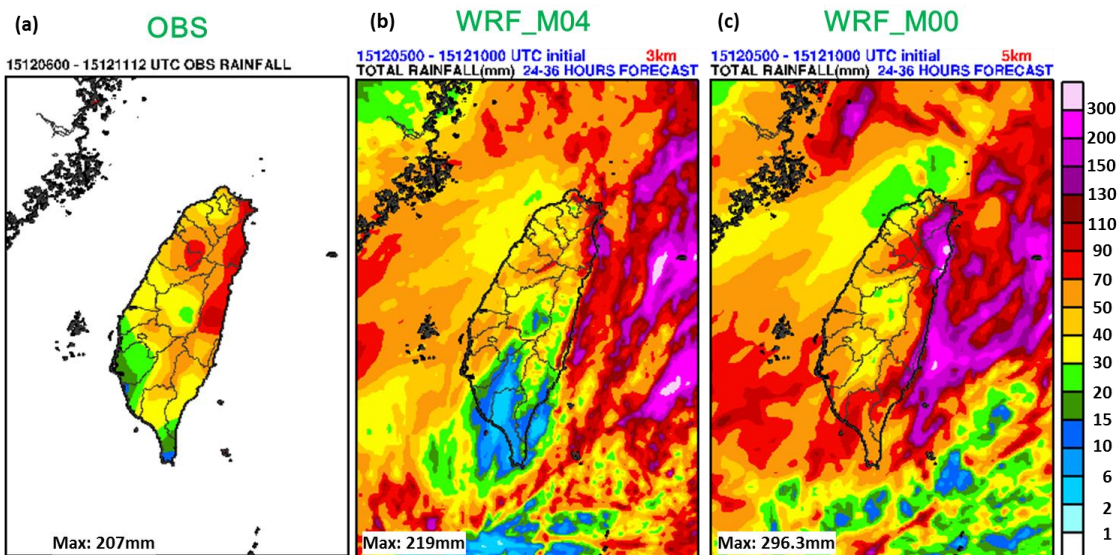 (a) OBS
15120600 - 15121112 UTC OBS RAINFALL
Max: 207mm
(b) WRF_M04
15120500 - 15121000 UTC initial 3km
TOTAL RAINFALL(mm) 24-36 HOURS FORECAST
Max: 219mm
(c) WRF_M00
15120500 - 15121000 UTC initial 5km
TOTAL RAINFALL(mm) 24-36 HOURS FORECAST
Max: 296.3mm
300
200
150
130
110
90
70
50
40
30
20
15
10
6
2
1